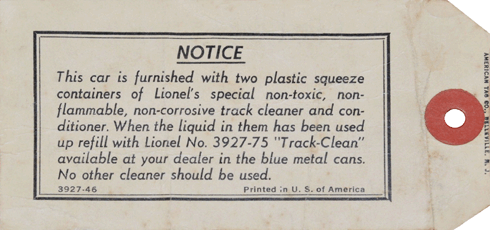 NOTICE
This car is furnished with two plastic squeeze
containers of Lionel's special non-toxic, non-
flammable, non-corrosive track cleaner and con-
ditioner. When the liquid in them has been used
up refill with Lionel No. 3927-75 "Track-Clean"
available at your dealer in the blue metal cans.
No other cleaner should be used.
3927-46 Printed in U. S. of America
AMERICAN TAG CO., BELLEVILLE, N. J.